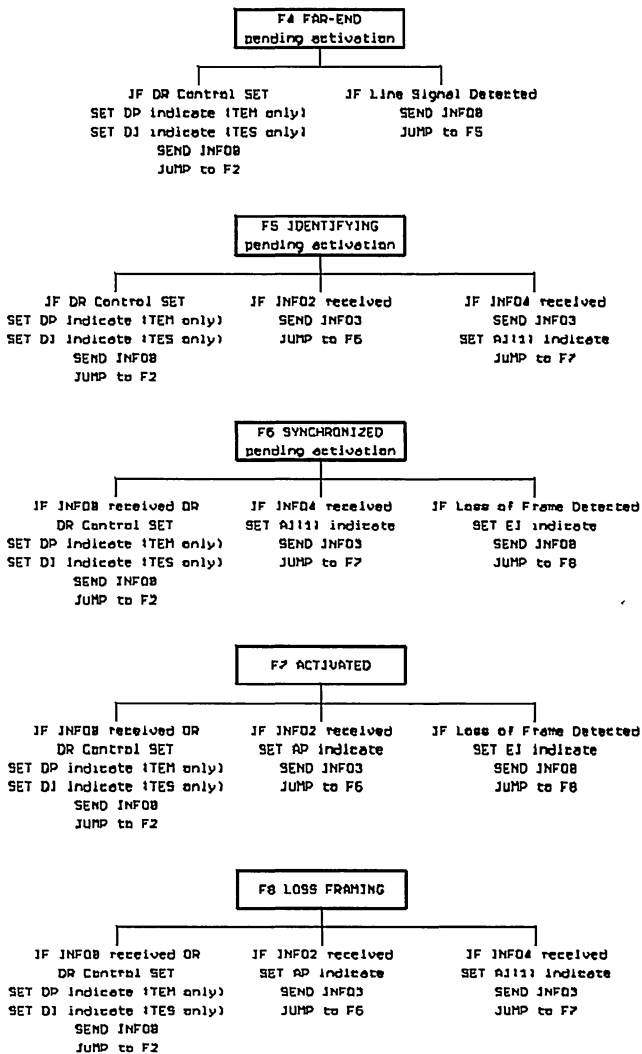 F4 FAR-END
pending activation
IF DR Control SET
SET DP indicate (TEM only)
SET DI indicate (TES only)
SEND INFO0
JUMP to F2
IF Line Signal Detected
SEND INFO0
JUMP to F5
F5 IDENTIFYING
pending activation
IF DR Control SET
SET DP indicate (TEM only)
SET DI indicate (TES only)
SEND INFO0
JUMP to F2
IF INFO2 received
SEND INFO3
JUMP to F6
IF INFO4 received
SEND INFO3
SET AI(1) indicate
JUMP to F7
F6 SYNCHRONIZED
pending activation
IF INFO0 received OR
DR Control SET
SET DP indicate (TEM only)
SET DI indicate (TES only)
SEND INFO0
JUMP to F2
IF INFO4 received
SET AI(1) indicate
SEND INFO3
JUMP to F7
IF Loss of Frame Detected
SET EI indicate
SEND INFO0
JUMP to F8
F7 ACTIVATED
IF INFO0 received OR
DR Control SET
SET DP indicate (TEM only)
SET DI indicate (TES only)
SEND INFO0
JUMP to F2
IF INFO2 received
SET AP indicate
SEND INFO3
JUMP to F6
IF Loss of Frame Detected
SET EI indicate
SEND INFO0
JUMP to F8
F8 LOSS FRAMING
IF INFO0 received OR
DR Control SET
SET DP indicate (TEM only)
SET DI indicate (TES only)
SEND INFO0
JUMP to F2
IF INFO2 received
SET AP indicate
SEND INFO3
JUMP to F6
IF INFO4 received
SET AI(1) indicate
SEND INFO3
JUMP to F7